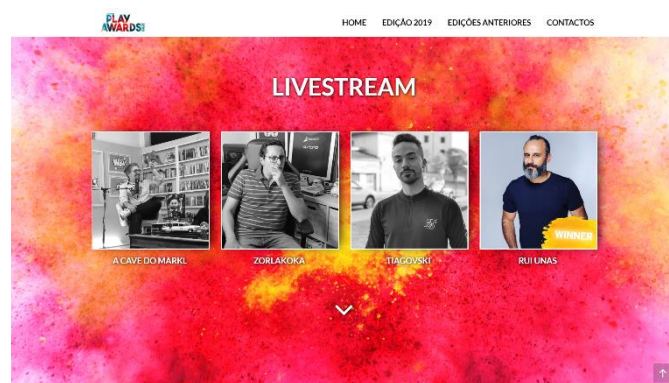 PLAY
AWARDS
HOME EDIÇÃO 2019 EDIÇÕES ANTERIORES CONTACTOS
LIVESTREAM
WINNER
A CAVE DO MARKL ZORLAKOKA TIAGOVSKI RUI UNAS